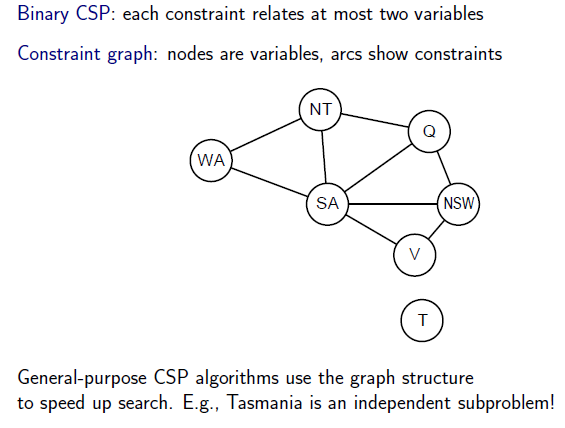 Binary CSP: each constraint relates at most two variables
Constraint graph: nodes are variables, arcs show constraints
NT
Q
WA
SA
NSW
V
T
General-purpose CSP algorithms use the graph structure
to speed up search. E.g., Tasmania is an independent subproblem!